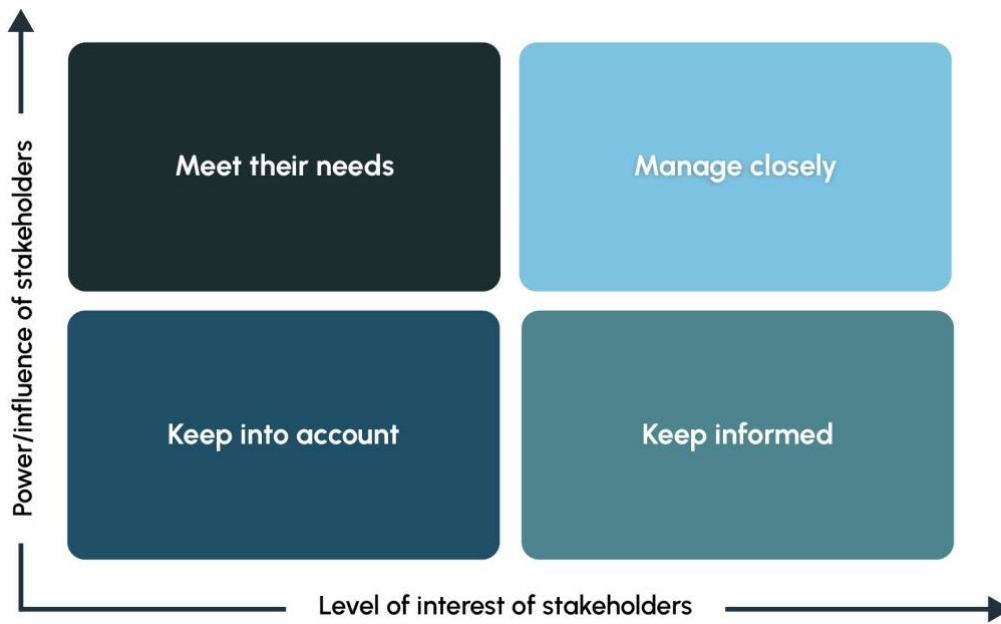 Power/influence of stakeholders
Meet their needs
Manage closely
Keep into account
Keep informed
Level of interest of stakeholders